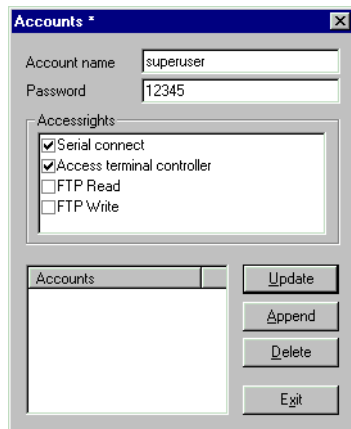 Accounts *
Account name superuser
Password 12345
Accessrights
Serial connect
Access terminal controller
FTP Read
FTP Write
Accounts
Update
Append
Delete
Exit